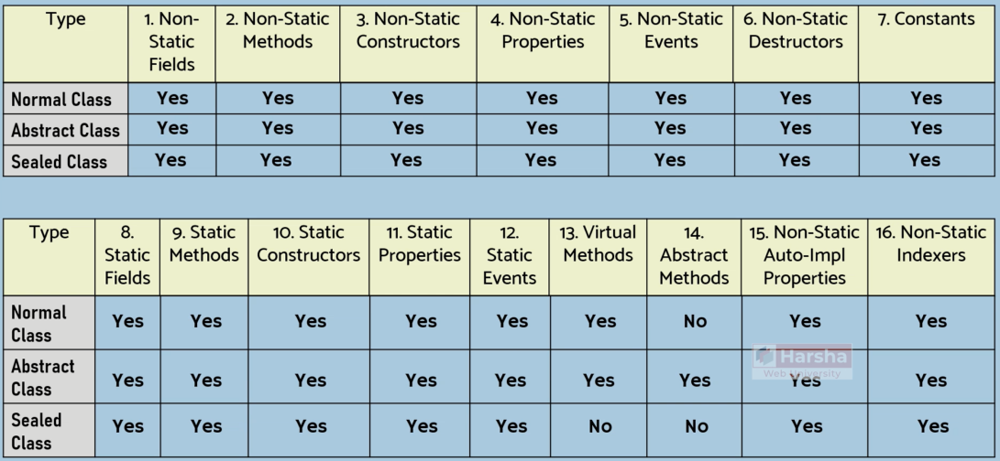 Type 1. Non- 2. Non-Static 3. Non-Static 4. Non-Static 5. Non-Static 6. Non-Static 7. Constants
Static Methods Constructors Properties Events Destructors
Fields
Normal Class Yes Yes Yes Yes Yes Yes Yes
Abstract Class Yes Yes Yes Yes Yes Yes Yes
Sealed Class Yes Yes Yes Yes Yes Yes Yes
Type 8. 9. Static 10. Static 11. Static 12. 13. Virtual 14. 15. Non-Static 16. Non-Static
Static Methods Constructors Properties Static Methods Abstract Auto-Impl Indexers
Fields Events Methods Properties
Normal
Class Yes Yes Yes Yes Yes Yes No Yes Yes
Harsha
Web University
Abstract
Class Yes Yes Yes Yes Yes Yes Yes Yes Yes
Sealed
Class Yes Yes Yes Yes Yes No No Yes Yes